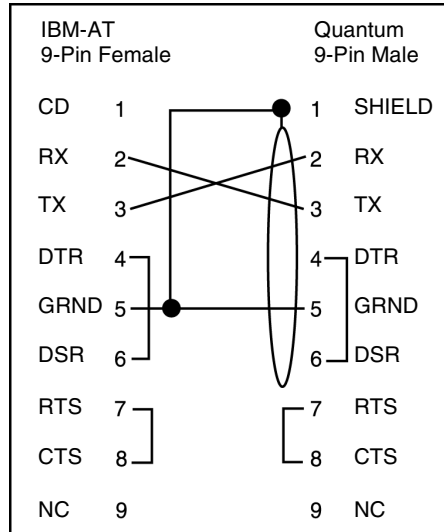 IBM-AT Quantum
9-Pin Female 9-Pin Male
CD 1 1 SHIELD
RX 2 2 RX
TX 3 3 TX
DTR 4 4 DTR
GRND 5 5 GRND
DSR 6 6 DSR
RTS 7 7 RTS
CTS 8 8 CTS
NC 9 9 NC